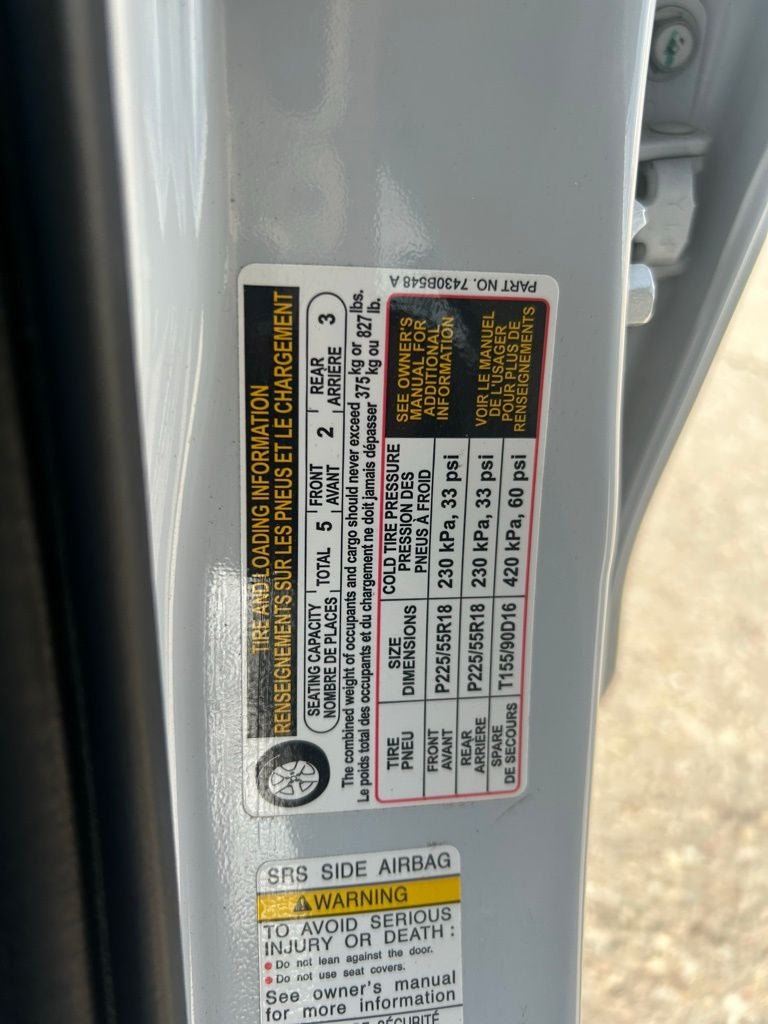 PART NO. 7430B548 A
TIRE AND LOADING INFORMATION
RENSEIGNEMENTS SUR LES PNEUS ET LE CHARGEMENT
SEATING CAPACITY
NOMBRE DE PLACES
TOTAL 5
FRONT
AVANT
2
REAR
ARRIÈRE
3
The combined weight of occupants and cargo should never exceed 375 kg or 827 lbs.
Le poids total des occupants et du chargement ne doit jamais dépasser 375 kg ou 827 lb.
TIRE
PNEU
SIZE
DIMENSIONS
COLD TIRE PRESSURE
PRESSION DES
PNEUS À FROID
FRONT
AVANT
P225/55R18
230 kPa, 33 psi
REAR
ARRIÈRE
P225/55R18
230 kPa, 33 psi
SPARE
DE SECOURS
T155/90D16
420 kPa, 60 psi
SEE OWNER'S
MANUAL FOR
ADDITIONAL
INFORMATION
VOIR LE MANUEL
DE L'USAGER
POUR PLUS DE
RENSEIGNEMENTS
SRS SIDE AIRBAG
WARNING
TO AVOID SERIOUS
INJURY OR DEATH :
Do not lean against the door.
Do not use seat covers.
See owner's manual
for more information
SÉCURITÉ